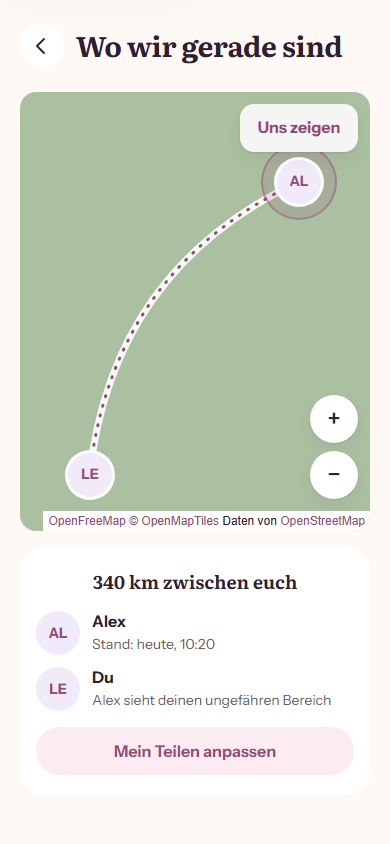 Wo wir gerade sind
Uns zeigen
AL
LE
+
−
OpenFreeMap © OpenMapTiles Daten von OpenStreetMap
340 km zwischen euch
AL
Alex
Stand: heute, 10:20
LE
Du
Alex sieht deinen ungefähren Bereich
Mein Teilen anpassen